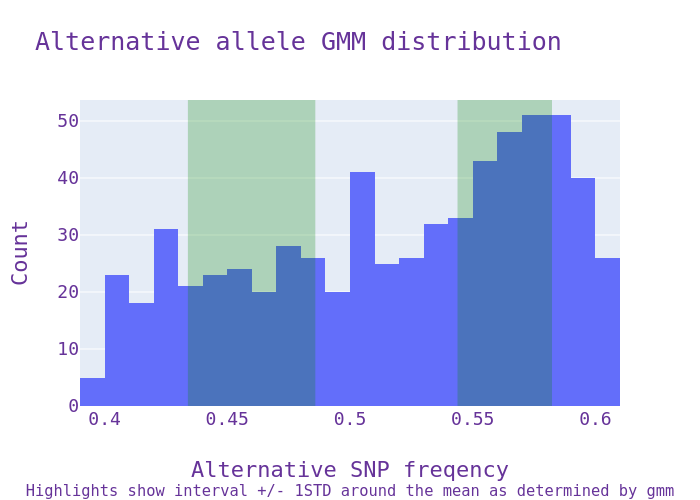 Alternative allele GMM distribution
50
40
30
20
10
0
Count
0.4 0.45 0.5 0.55 0.6
Alternative SNP freqency
Highlights show interval +/- 1STD around the mean as determined by gmm